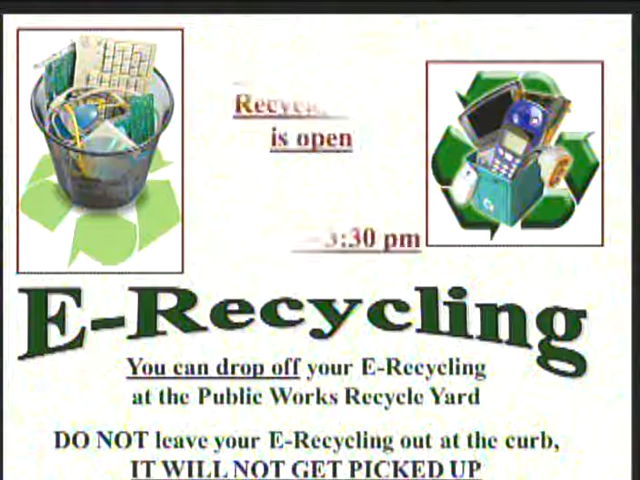 is open
3:30 pm
E-Recycling
You can drop off your E-Recycling
at the Public Works Recycle Yard
DO NOT leave your E-Recycling out at the curb,
IT WILL NOT GET PICKED UP